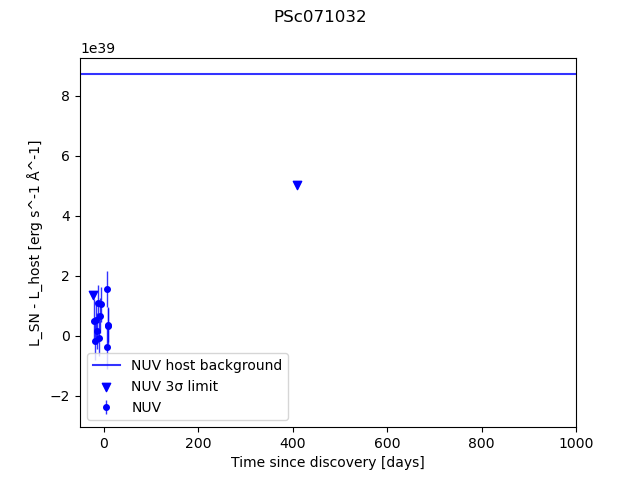 PSc071032
1e39
L_SN - L_host [erg s^-1 Å^-1]
8
6
4
2
0
−2
NUV host background
NUV 3σ limit
NUV
0 200 400 600 800 1000
Time since discovery [days]